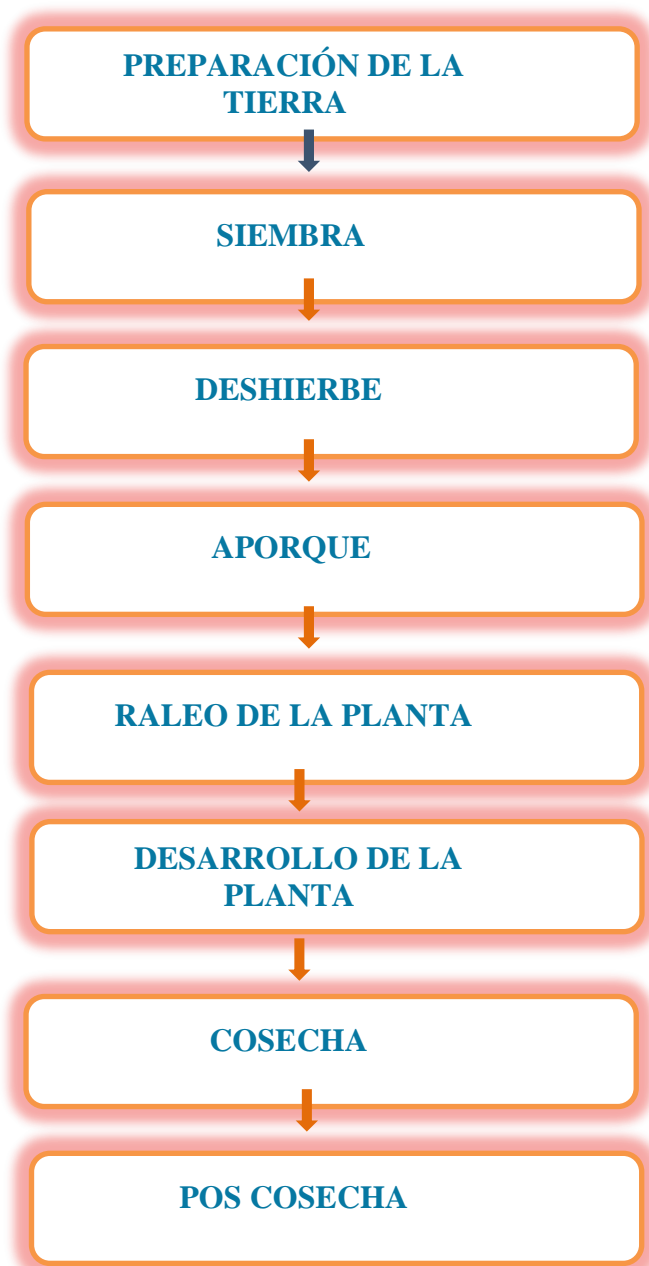 PREPARACIÓN DE LA
TIERRA
SIEMBRA
DESHIERBE
APORQUE
RALEO DE LA PLANTA
DESARROLLO DE LA
PLANTA
COSECHA
POS COSECHA